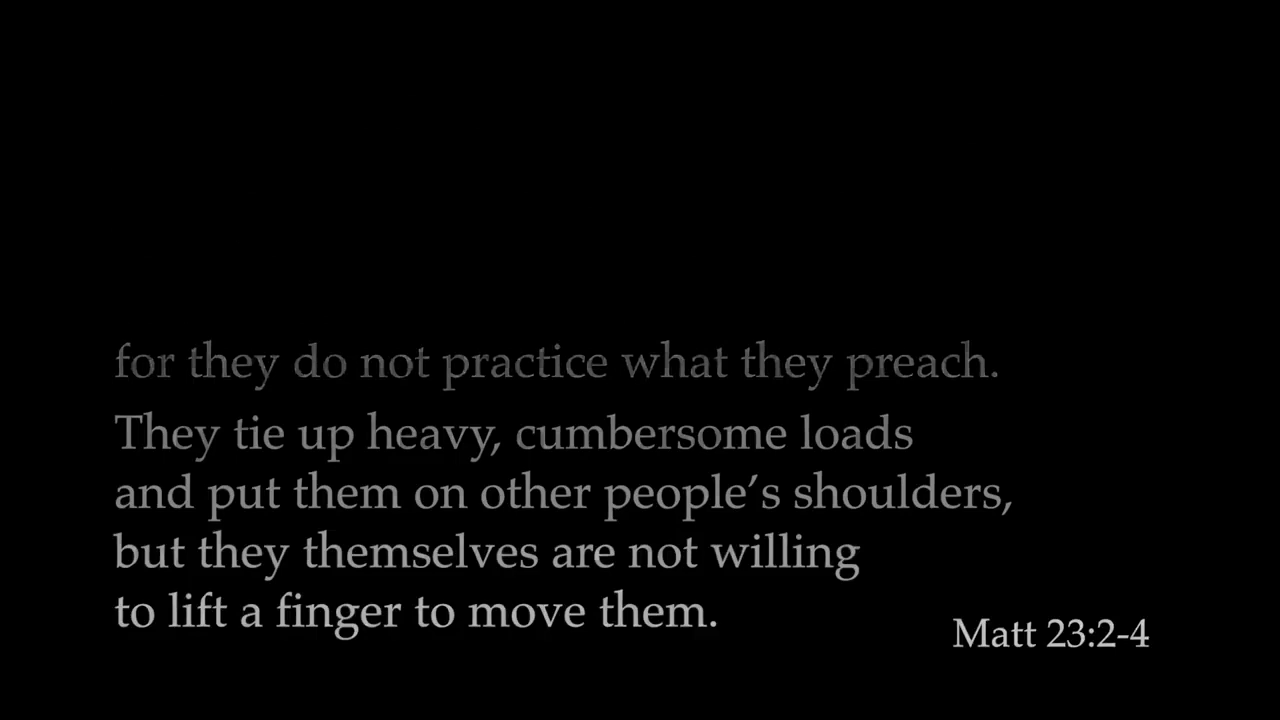 for they do not practice what they preach.
They tie up heavy, cumbersome loads
and put them on other people’s shoulders,
but they themselves are not willing
to lift a finger to move them.
Matt 23:2-4